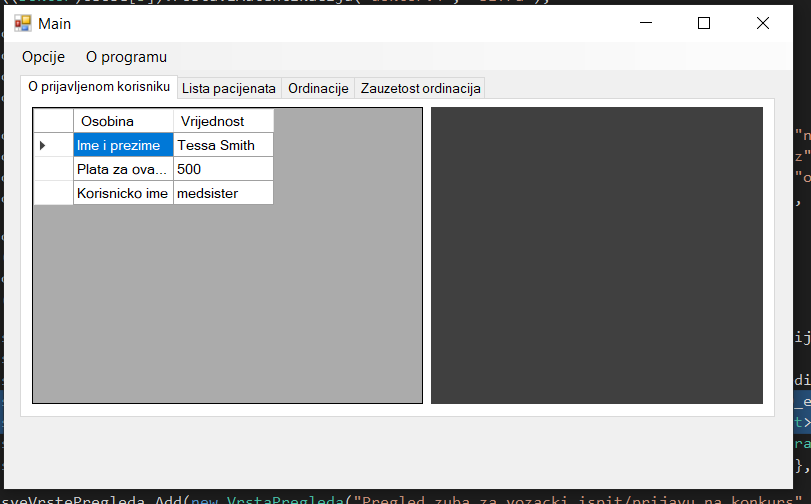 Main
Opcije O programu
O prijavljenom korisniku Lista pacijenata Ordinacije Zauzetost ordinacija
Osobina Vrijednost
Ime i prezime Tessa Smith
Plata za ova... 500
Korisnicko ime medsister
sveVrstePregleda.Add(new VrstaPregleda("Pregled zuba za vozacki ispit/prijavu na konkurs"